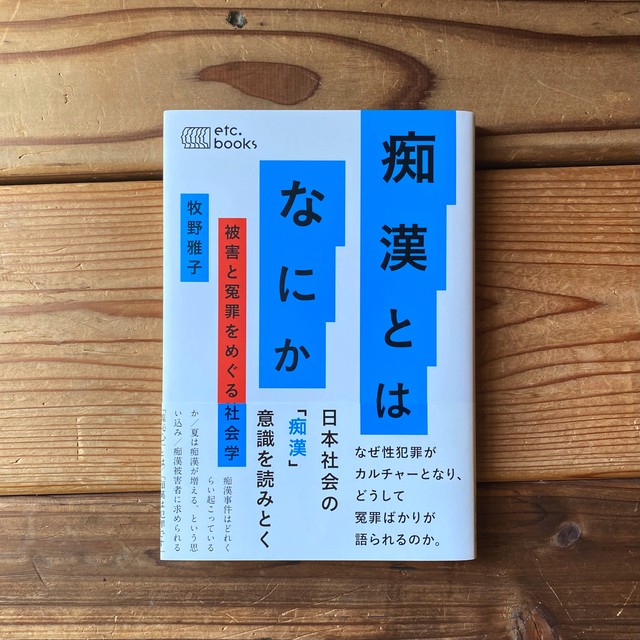 etc.
books
痴漢とは
なにか
被害と冤罪をめぐる社会学
牧野雅子
なぜ性犯罪が
カルチャーとなり、
どうして
冤罪ばかりが
語られるのか。
日本社会の
「痴漢」
意識を読みとく
痴漢事件はどれく
らい起こっている
か/夏は痴漢が増える、という思
い込み/痴漢被害者に求められる